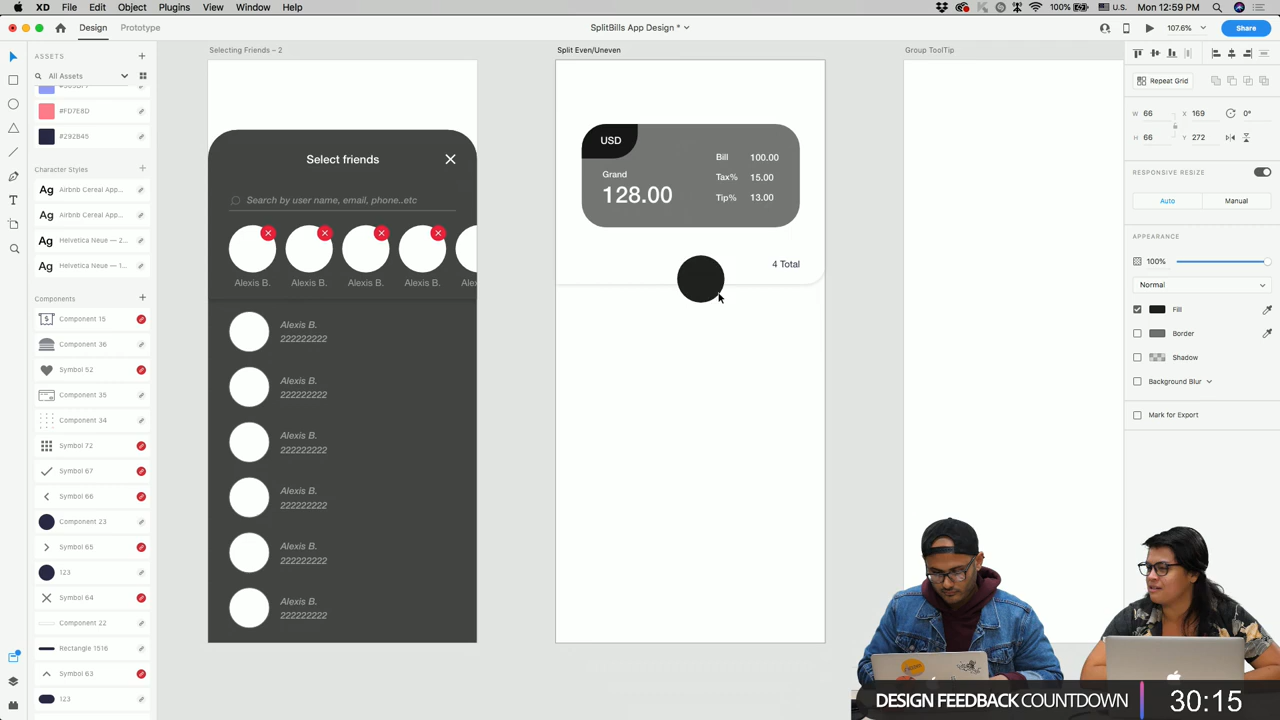 XD File Edit Object Plugins View Window Help
100% U.S. Mon 12:59 PM
Design Prototype
SplitBills App Design *
107.6%
Share
ASSETS
All Assets
#FD7E8D
#292B45
Character Styles
Ag Airbnb Cereal App...
Ag Airbnb Cereal App...
Ag Helvetica Neue — 2...
Ag Helvetica Neue — 1...
Components
Component 15
Component 36
Symbol 52
Component 35
Component 34
Symbol 72
Symbol 67
Symbol 66
Component 23
Symbol 65
123
Symbol 64
Component 22
Rectangle 1516
Symbol 63
123
Selecting Friends – 2
Select friends
Search by user name, email, phone..etc
Alexis B. Alexis B. Alexis B. Alexis B. Alex
Alexis B.
222222222
Alexis B.
222222222
Alexis B.
222222222
Alexis B.
222222222
Alexis B.
222222222
Alexis B.
222222222
Split Even/Uneven
USD
Grand
128.00
Bill 100.00
Tax% 15.00
Tip% 13.00
4 Total
Group ToolTip
Repeat Grid
W 66 X 169 0°
H 66 Y 272
RESPONSIVE RESIZE
Auto Manual
APPEARANCE
100%
Normal
Fill
Border
Shadow
Background Blur
Mark for Export
DESIGN FEEDBACK COUNTDOWN 30:15